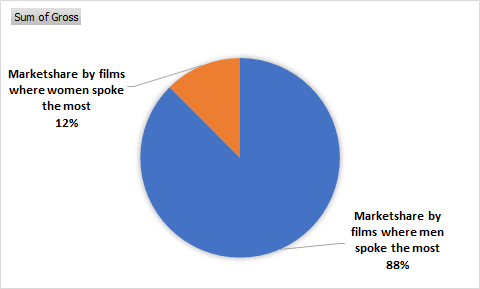 Sum of Gross
Marketshare by films
where women spoke
the most
12%
Marketshare by
films where men
spoke the most
88%